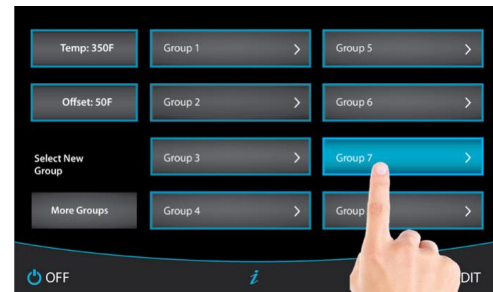 Temp: 350F
Group 1
Group 5
Offset: 50F
Group 2
Group 6
Select New
Group
Group 3
Group 7
More Groups
Group 4
Group
OFF
i
DIT